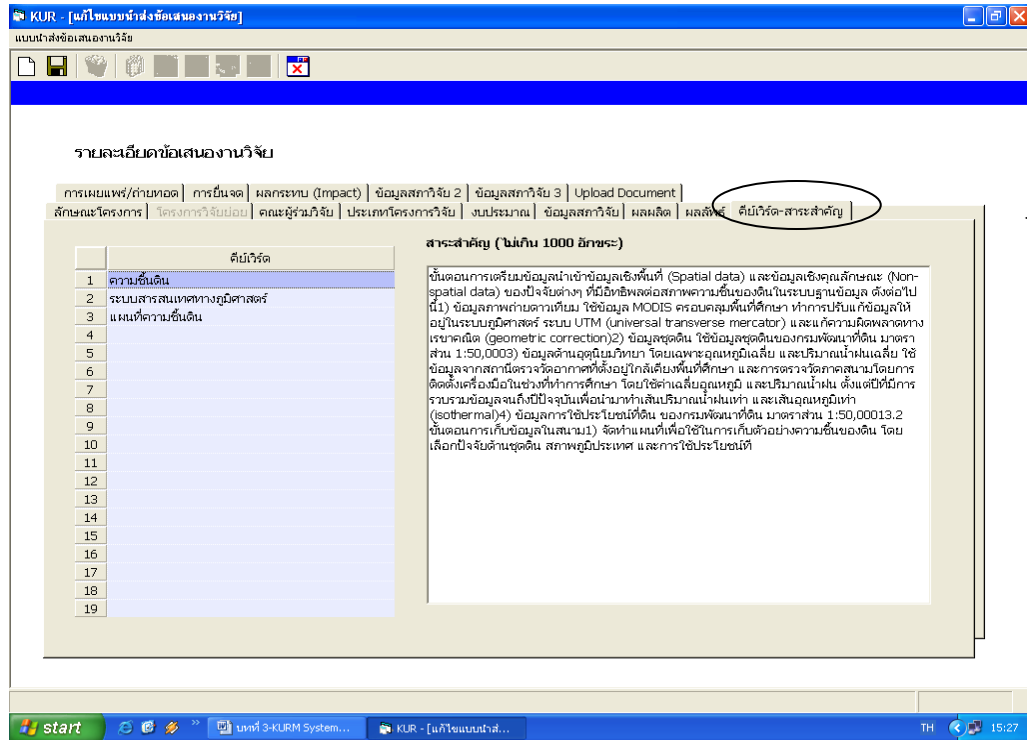 KUR - [แก้ไขแบบนำส่งข้อเสนองานวิจัย]
แบบนำส่งข้อเสนองานวิจัย
รายละเอียดข้อเสนองานวิจัย
การเผยแพร่/ถ่ายทอด การยื่นจด ผลกระทบ (Impact) ข้อมูลสภาวิจัย 2 ข้อมูลสภาวิจัย 3 Upload Document
ลักษณะโครงการ โครงการวิจัยย่อย คณะผู้ร่วมวิจัย ประเภทโครงการวิจัย งบประมาณ ข้อมูลสภาวิจัย ผลผลิต ผลลัพธ์ คีย์เวิร์ด-สาระสำคัญ
คีย์เวิร์ด
1 ความชื้นดิน
2 ระบบสารสนเทศทางภูมิศาสตร์
3 แผนที่ความชื้นดิน
4
5
6
7
8
9
10
11
12
13
14
15
16
17
18
19
สาระสำคัญ (ไม่เกิน 1000 อักขระ)
ขั้นตอนการเตรียมข้อมูลนำเข้าข้อมูลเชิงพื้นที่ (Spatial data) และข้อมูลเชิงคุณลักษณะ (Non-
spatial data) ของปัจจัยต่างๆ ที่มีอิทธิพลต่อสภาพความชื้นของดินในระบบฐานข้อมูล ดังต่อไป
นี้1) ข้อมูลภาพถ่ายดาวเทียม ใช้ข้อมูล MODIS ครอบคลุมพื้นที่ศึกษา ทำการปรับแก้ข้อมูลให้
อยู่ในระบบภูมิศาสตร์ ระบบ UTM (universal transverse mercator) และแก้ความผิดพลาดทาง
เรขาคณิต (geometric correction)2) ข้อมูลชุดดิน ใช้ข้อมูลชุดดินของกรมพัฒนาที่ดิน มาตรา
ส่วน 1:50,0003) ข้อมูลด้านอุตุนิยมวิทยา โดยเฉพาะอุณหภูมิเฉลี่ย และปริมาณน้ำฝนเฉลี่ย ใช้
ข้อมูลจากสถานีตรวจวัดอากาศที่ตั้งอยู่ใกล้เคียงพื้นที่ศึกษา และการตรวจวัดภาคสนามโดยการ
ติดตั้งเครื่องมือในช่วงที่ทำการศึกษา โดยใช้ค่าเฉลี่ยอุณหภูมิ และปริมาณน้ำฝน ตั้งแต่ปีที่มีการ
รวบรวมข้อมูลจนถึงปีปัจจุบันเพื่อนำมาทำเส้นปริมาณน้ำฝนเท่า และเส้นอุณหภูมิเท่า
(isothermal)4) ข้อมูลการใช้ประโยชน์ที่ดิน ของกรมพัฒนาที่ดิน มาตราส่วน 1:50,00013.2
ขั้นตอนการเก็บข้อมูลในสนาม1) จัดทำแผนที่เพื่อใช้ในการเก็บตัวอย่างความชื้นของดิน โดย
เลือกปัจจัยด้านชุดดิน สภาพภูมิประเทศ และการใช้ประโยชน์ที่
start บทที่ 3-KURM System... KUR - [แก้ไขแบบนำส่... TH 15:27